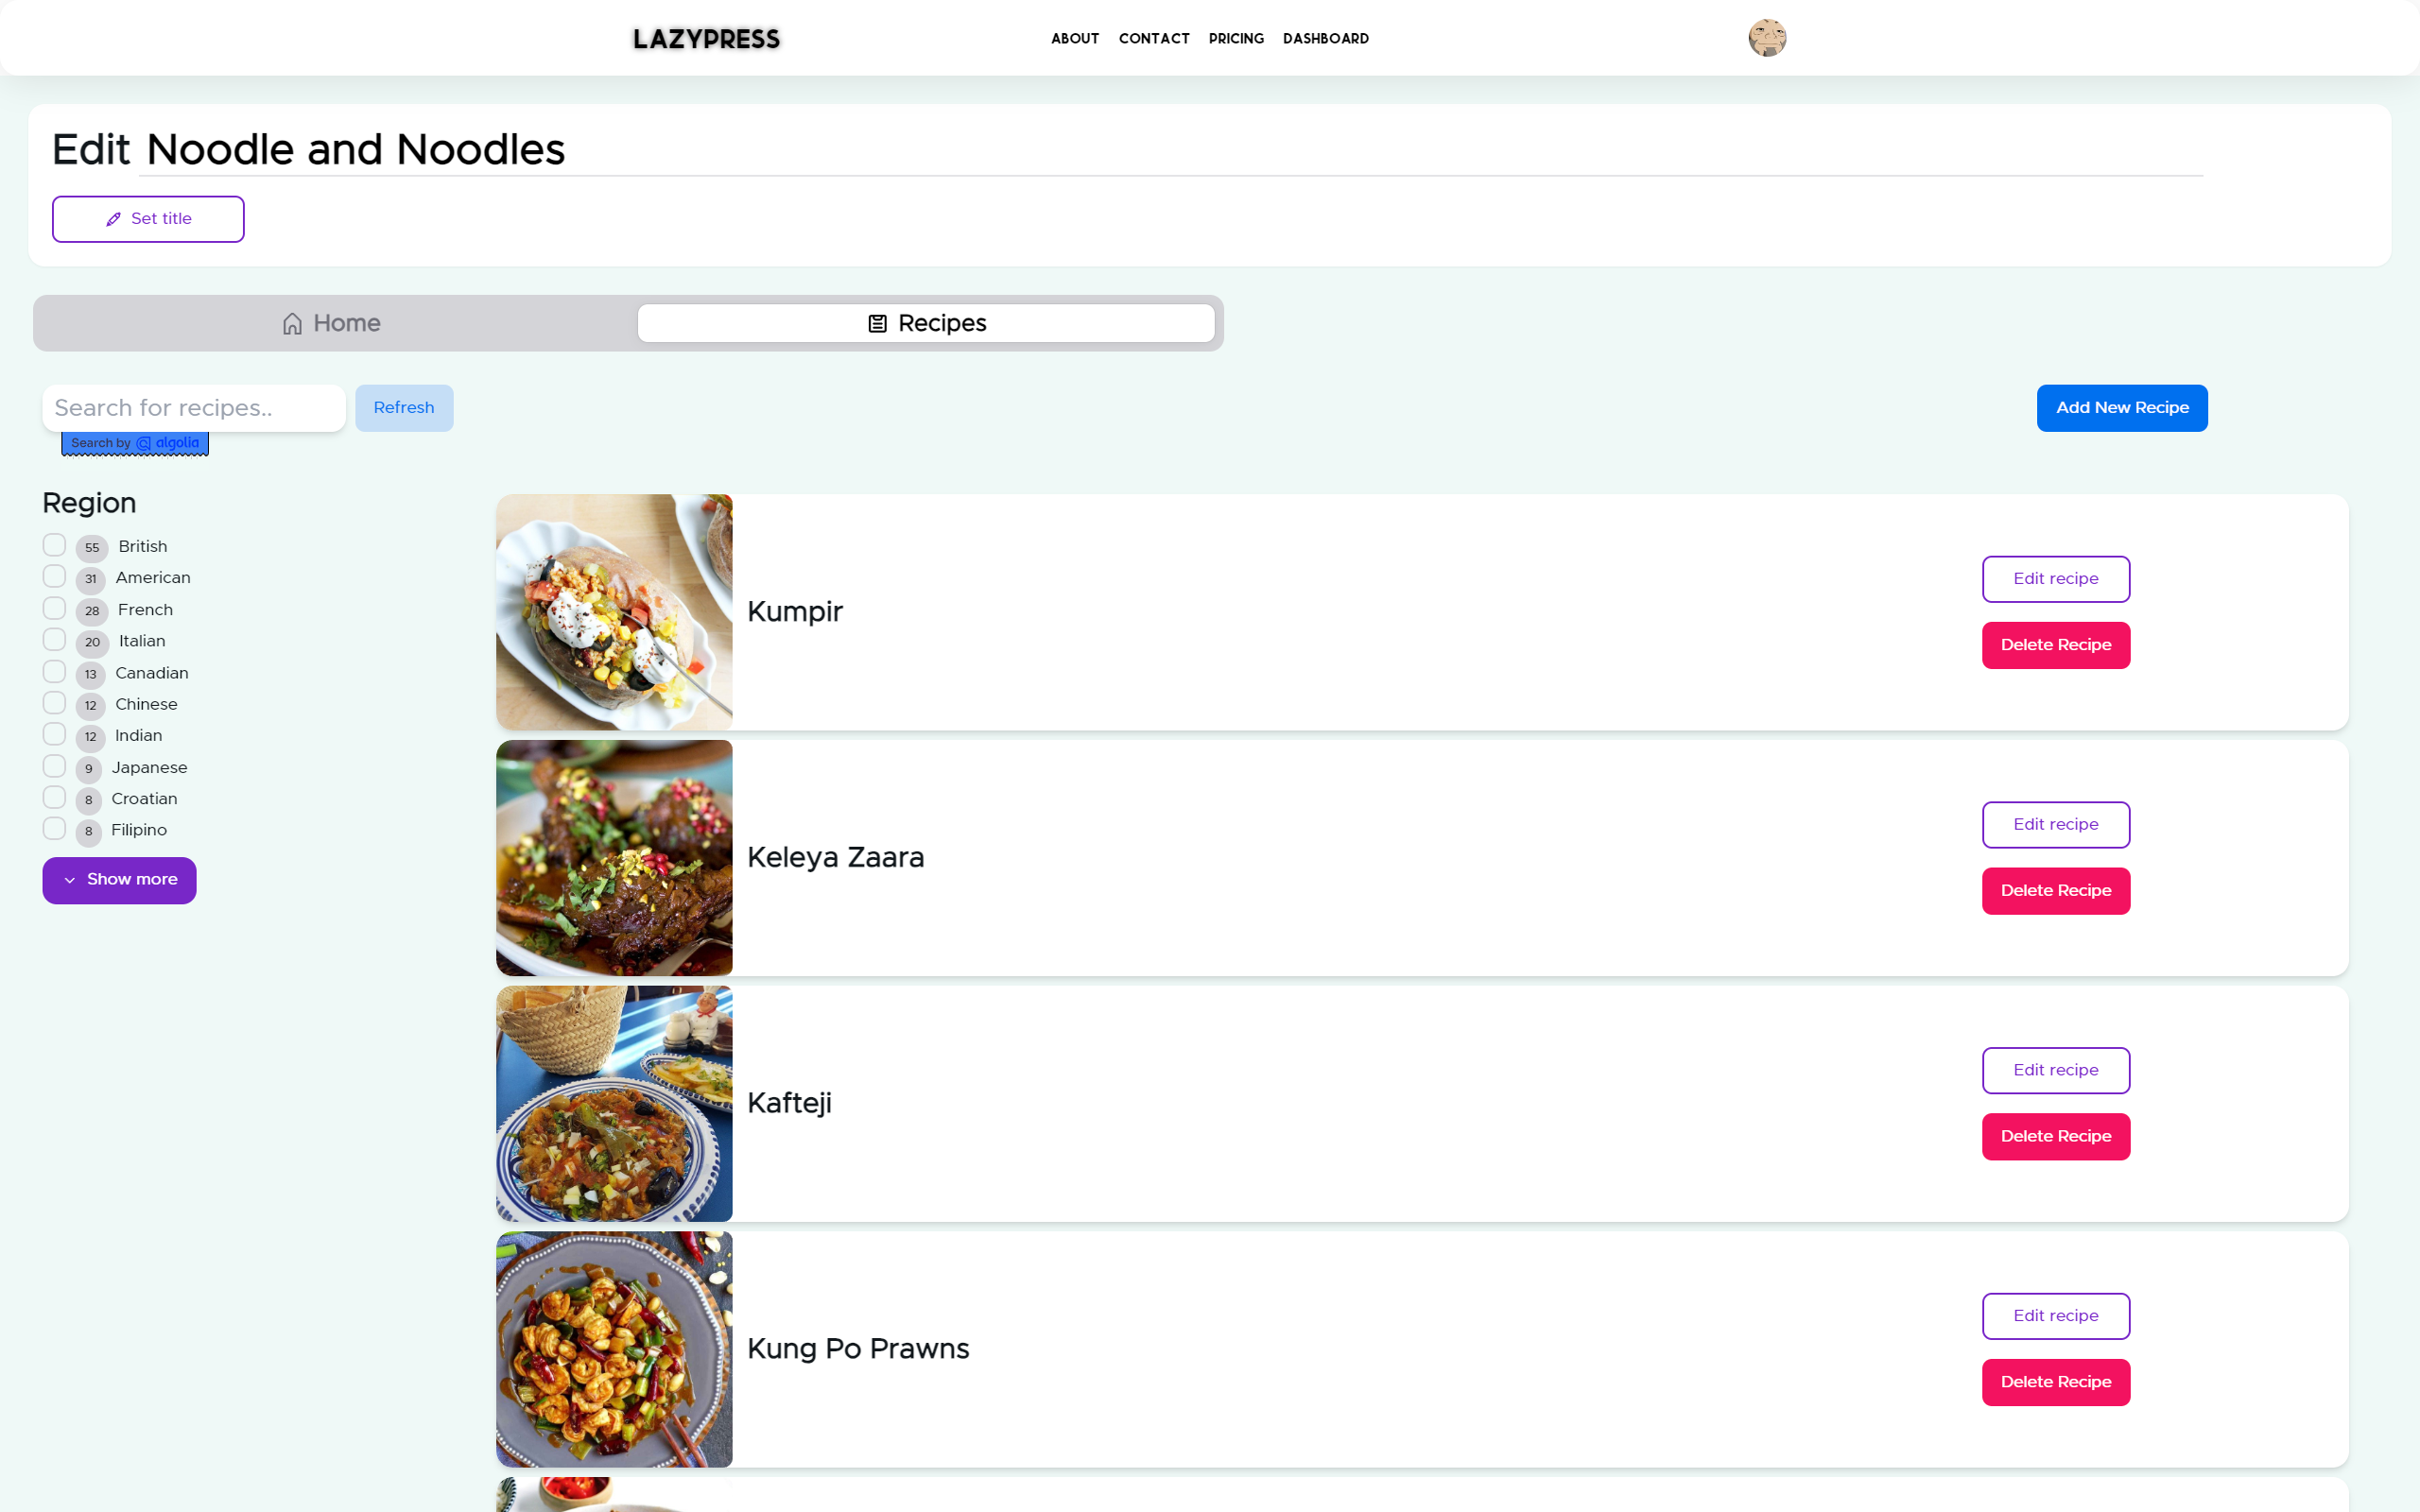 LAZYPRESS
ABOUT CONTACT PRICING DASHBOARD
Edit Noodle and Noodles
Set title
Home
Recipes
Search for recipes..
Refresh
Add New Recipe
Search by algolia
Region
55 British
31 American
28 French
20 Italian
13 Canadian
12 Chinese
12 Indian
9 Japanese
8 Croatian
8 Filipino
Show more
Kumpir
Edit recipe
Delete Recipe
Keleya Zaara
Edit recipe
Delete Recipe
Kafteji
Edit recipe
Delete Recipe
Kung Po Prawns
Edit recipe
Delete Recipe